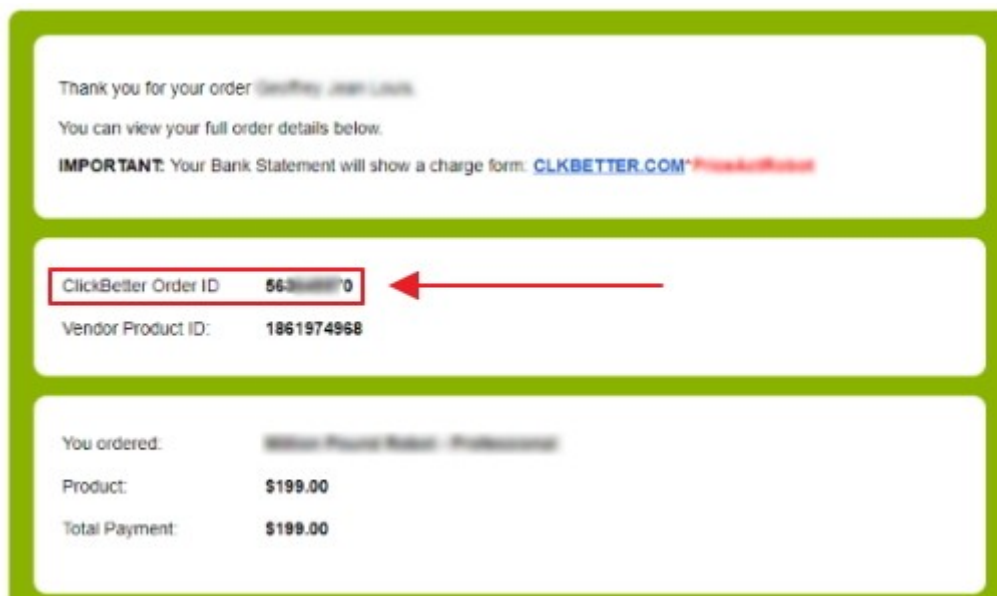 Thank you for your order
You can view your full order details below.
IMPORTANT: Your Bank Statement will show a charge form: CLKBETTER.COM*
ClickBetter Order ID
Vendor Product ID: 1861974968
You ordered:
Product: $199.00
Total Payment: $199.00